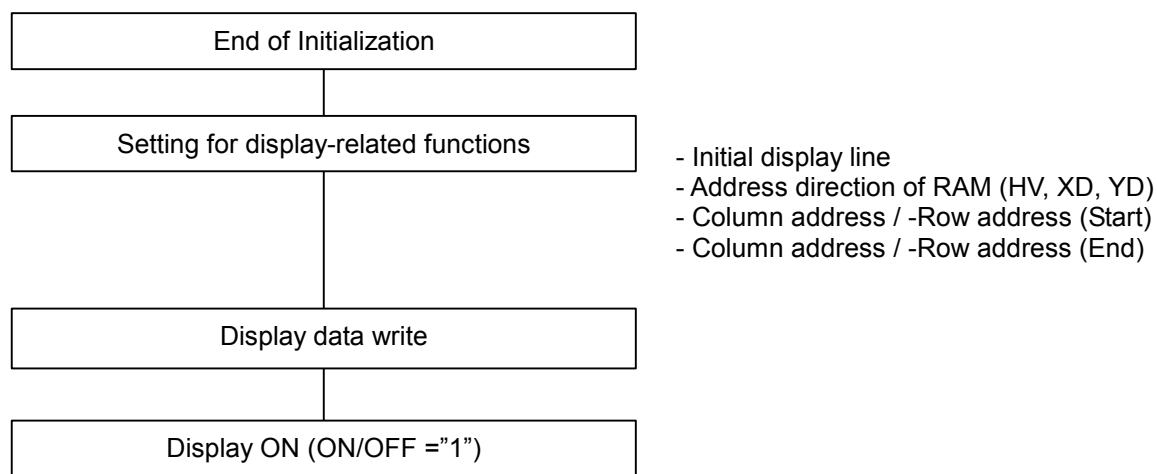 End of Initialization
Setting for display-related functions
- Initial display line
- Address direction of RAM (HV, XD, YD)
- Column address / -Row address (Start)
- Column address / -Row address (End)
Display data write
Display ON (ON/OFF =”1”)